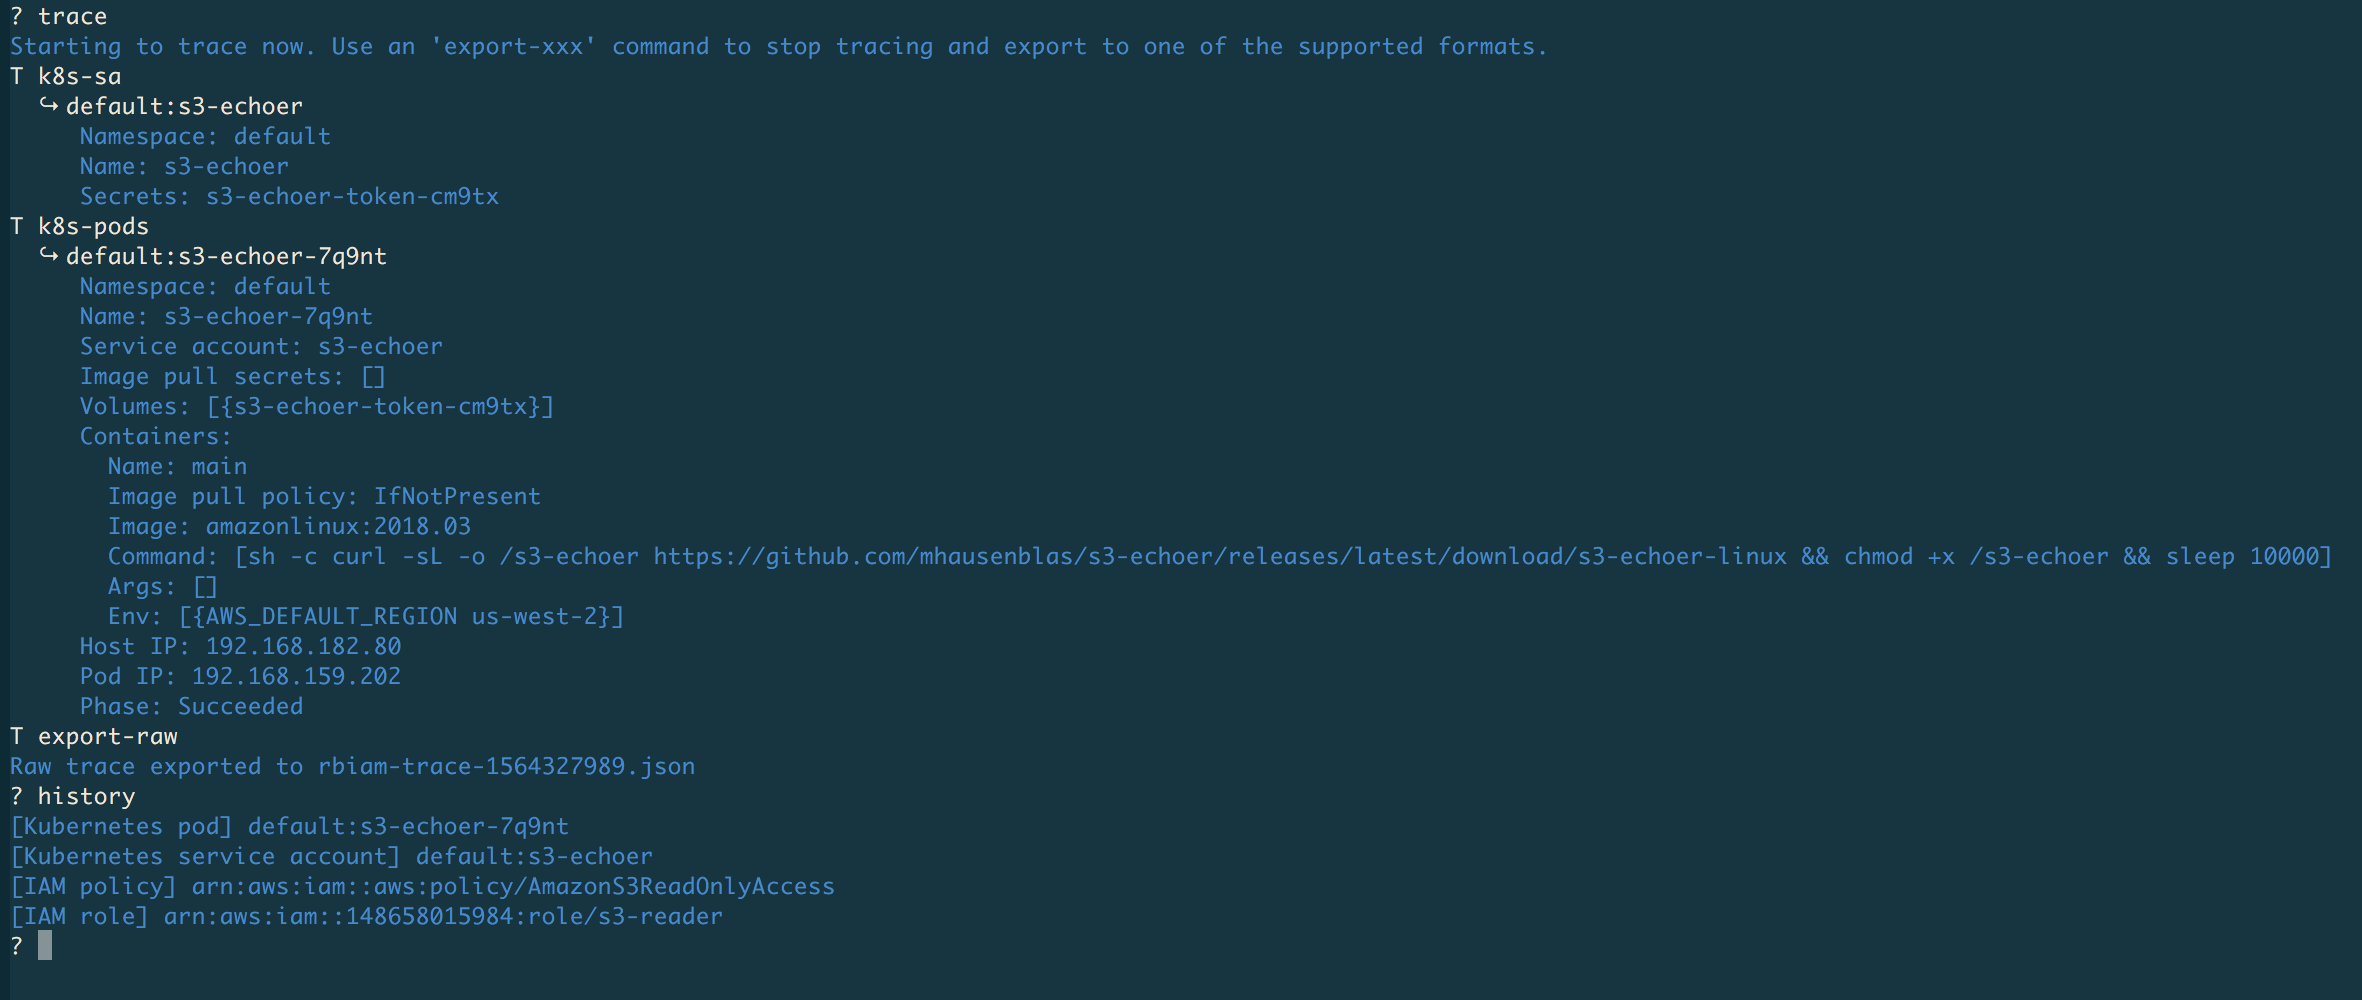 ? trace
Starting to trace now. Use an 'export-xxx' command to stop tracing and export to one of the supported formats.
T k8s-sa
  ↪ default:s3-echoer
     Namespace: default
     Name: s3-echoer
     Secrets: s3-echoer-token-cm9tx
T k8s-pods
  ↪ default:s3-echoer-7q9nt
     Namespace: default
     Name: s3-echoer-7q9nt
     Service account: s3-echoer
     Image pull secrets: []
     Volumes: [{s3-echoer-token-cm9tx}]
     Containers:
       Name: main
       Image pull policy: IfNotPresent
       Image: amazonlinux:2018.03
       Command: [sh -c curl -sL -o /s3-echoer https://github.com/mhausenblas/s3-echoer/releases/latest/download/s3-echoer-linux && chmod +x /s3-echoer && sleep 10000]
       Args: []
       Env: [{AWS_DEFAULT_REGION us-west-2}]
     Host IP: 192.168.182.80
     Pod IP: 192.168.159.202
     Phase: Succeeded
T export-raw
Raw trace exported to rbiam-trace-1564327989.json
? history
[Kubernetes pod] default:s3-echoer-7q9nt
[Kubernetes service account] default:s3-echoer
[IAM policy] arn:aws:iam::aws:policy/AmazonS3ReadOnlyAccess
[IAM role] arn:aws:iam::148658015984:role/s3-reader
?